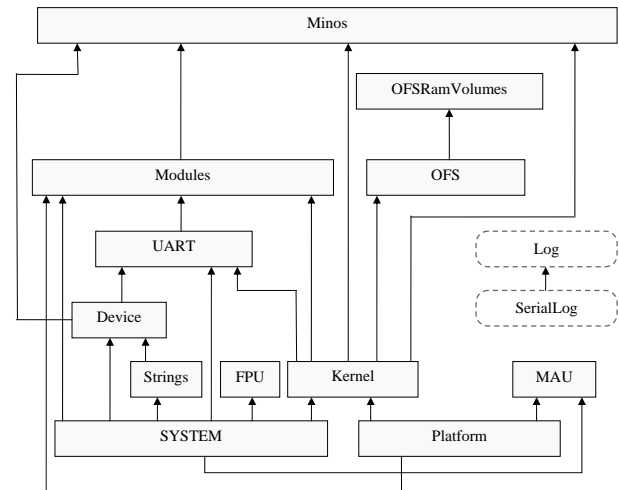 Minos
OFSRamVolumes
Modules
OFS
UART
Log
Device
SerialLog
Strings
FPU
Kernel
MAU
SYSTEM
Platform